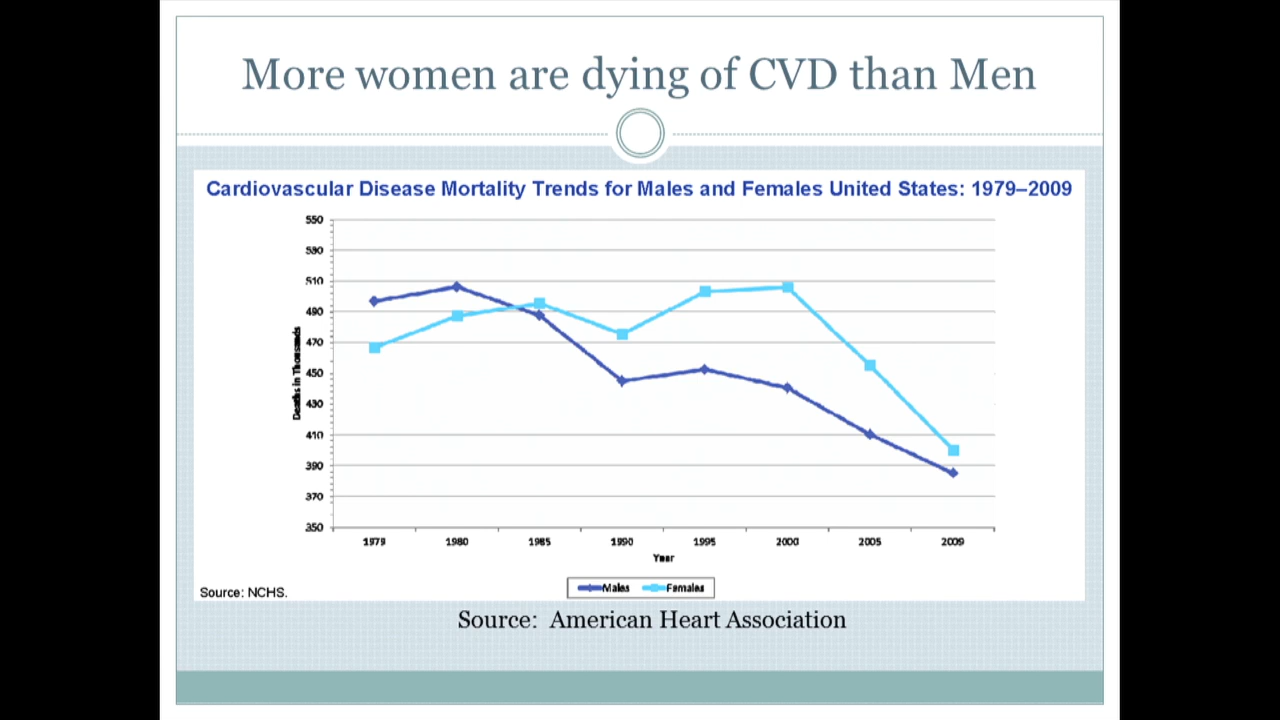 More women are dying of CVD than Men
Cardiovascular Disease Mortality Trends for Males and Females United States: 1979–2009
550
530
510
490
470
450
430
410
390
370
350
Deaths in Thousands
1979 1980 1985 1990 1995 2000 2005 2009
Year
Males Females
Source: NCHS.
Source: American Heart Association